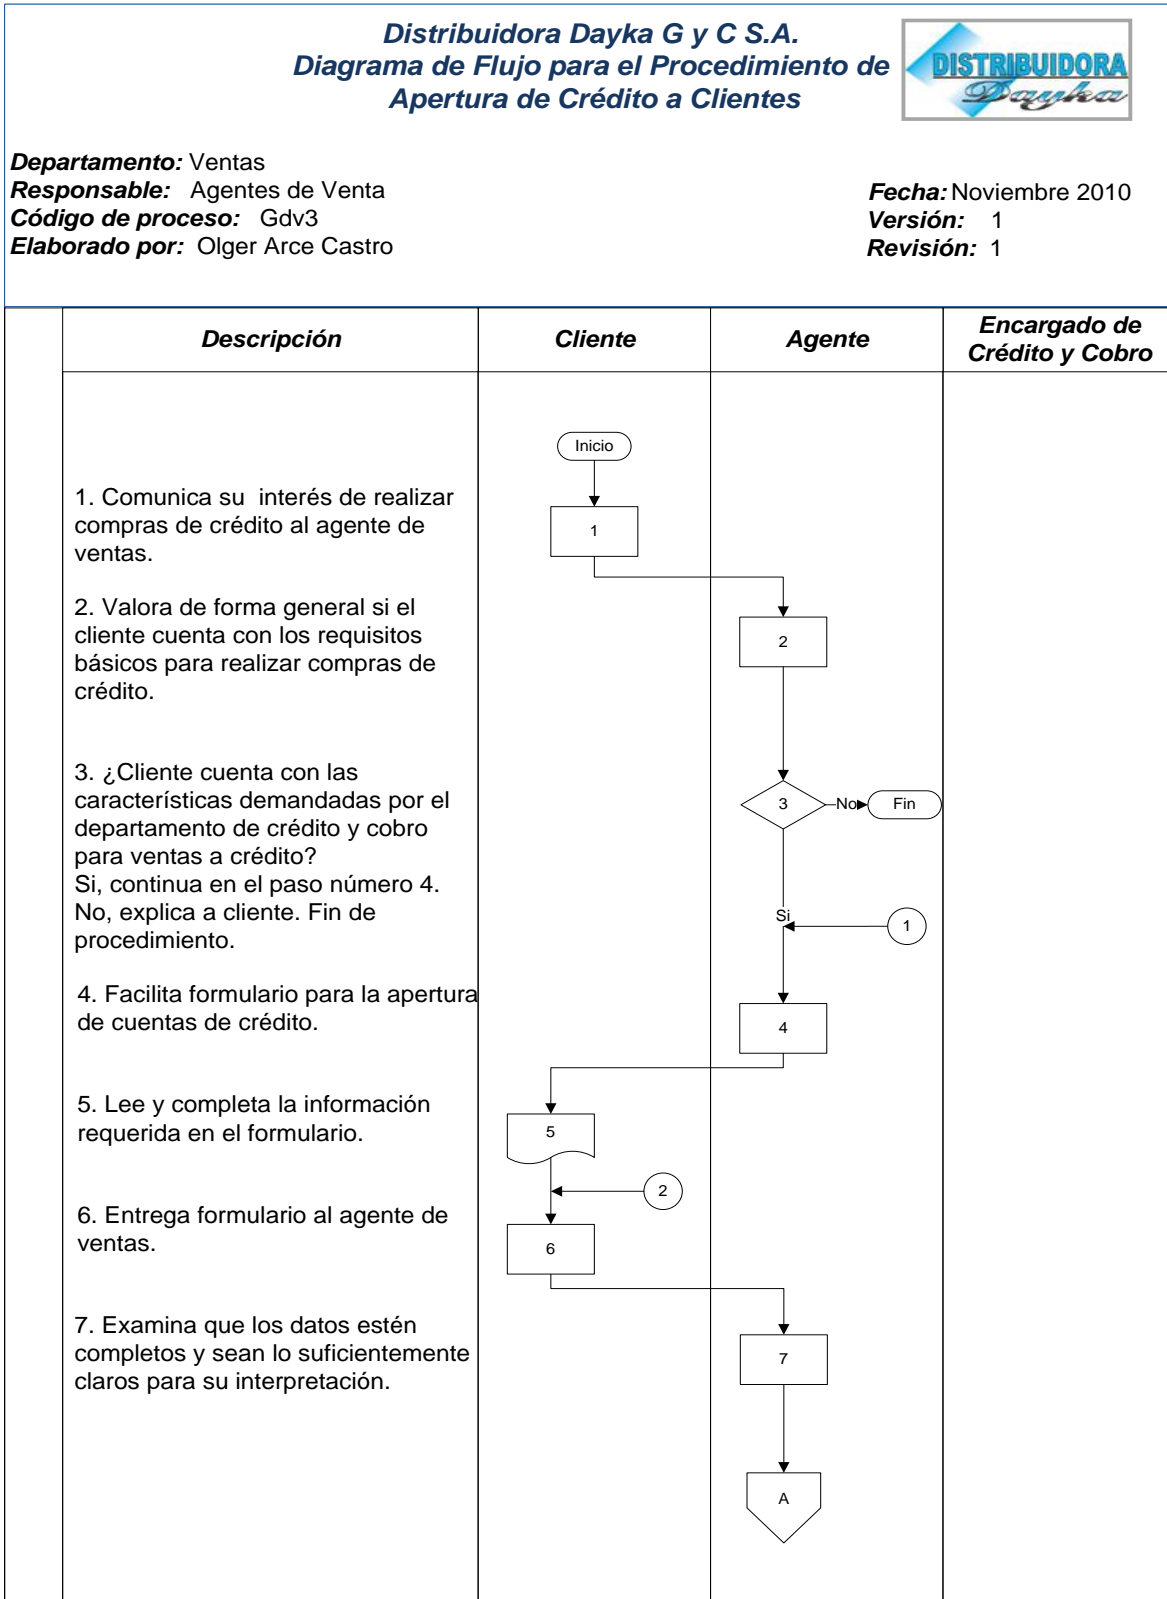 Distribuidora Dayka G y C S.A.
Diagrama de Flujo para el Procedimiento de
Apertura de Crédito a Clientes
DISTRIBUIDORA
Dayka
Departamento: Ventas
Responsable: Agentes de Venta
Código de proceso: Gdv3
Elaborado por: Olger Arce Castro
Fecha: Noviembre 2010
Versión: 1
Revisión: 1
Descripción
Cliente
Agente
Encargado de
Crédito y Cobro
1. Comunica su interés de realizar
compras de crédito al agente de
ventas.
2. Valora de forma general si el
cliente cuenta con los requisitos
básicos para realizar compras de
crédito.
3. ¿Cliente cuenta con las
características demandadas por el
departamento de crédito y cobro
para ventas a crédito?
Si, continua en el paso número 4.
No, explica a cliente. Fin de
procedimiento.
4. Facilita formulario para la apertura
de cuentas de crédito.
5. Lee y completa la información
requerida en el formulario.
6. Entrega formulario al agente de
ventas.
7. Examina que los datos estén
completos y sean lo suficientemente
claros para su interpretación.
Inicio
1
2
3
No
Fin
Si
1
4
5
2
6
7
A